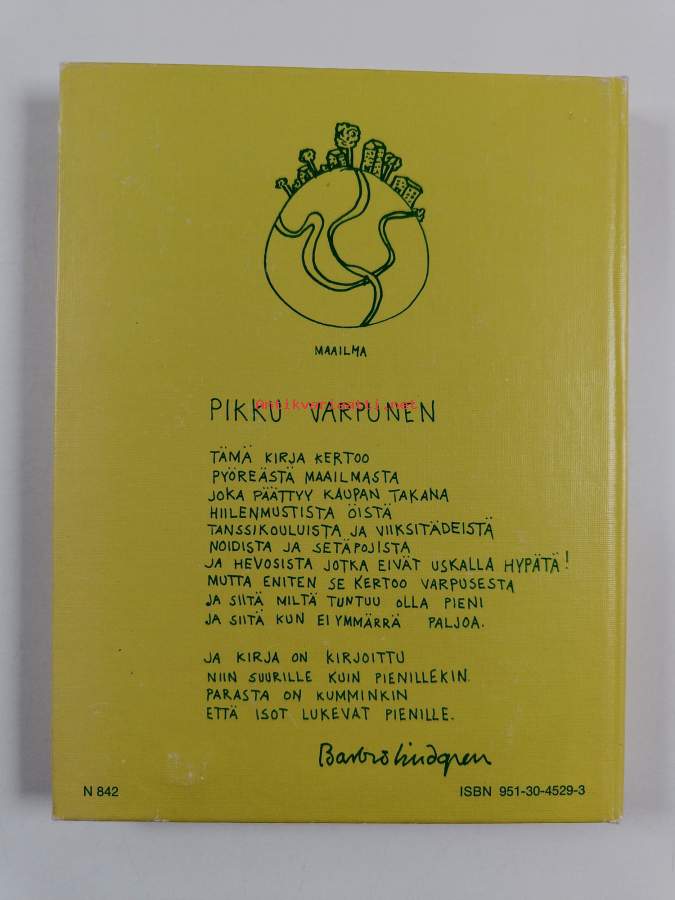 MAAILMA
PIKKU VARPUNEN
Antikvariaatti.net
TÄMÄ KIRJA KERTOO
PYÖREÄSTÄ MAAILMASTA
JOKA PÄÄTTYY KAUPAN TAKANA
HIILENMUSTISTA ÖISTÄ
TANSSIKOULUISTA JA VIIKSITÄDEISTÄ
NOIDISTA JA SETÄPOJISTA
JA HEVOSISTA JOTKA EIVÄT USKALLA HYPÄTÄ!
MUTTA ENITEN SE KERTOO VARPUSESTA
JA SIITÄ MILTÄ TUNTUU OLLA PIENI
JA SIITÄ KUN EI YMMÄRRÄ PALJOA.
JA KIRJA ON KIRJOITTU
NIIN SUURILLE KUIN PIENILLEKIN.
PARASTA ON KUMMINKIN
ETTÄ ISOT LUKEVAT PIENILLE.
Barbro Lindgren
N 842
ISBN 951-30-4529-3